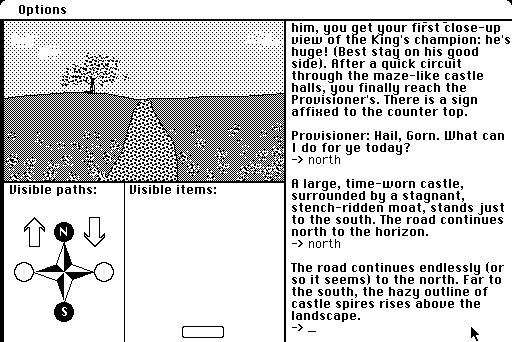 Options
him, you get your first close-up
view of the King's champion: he's
huge! (Best stay on his good
side). After a quick circuit
through the maze-like castle
halls, you finally reach the
Provisioner's. There is a sign
affixed to the counter top.
Provisioner: Hail, Gorn. What can
I do for ye today?
-> north
A large, time-worn castle,
surrounded by a stagnant,
stench-ridden moat, stands just
to the south. The road continues
north to the horizon.
-> north
The road continues endlessly (or
so it seems) to the north. Far to
the south, the hazy outline of
castle spires rises above the
landscape.
-> _
Visible paths:
Visible items:
N
S